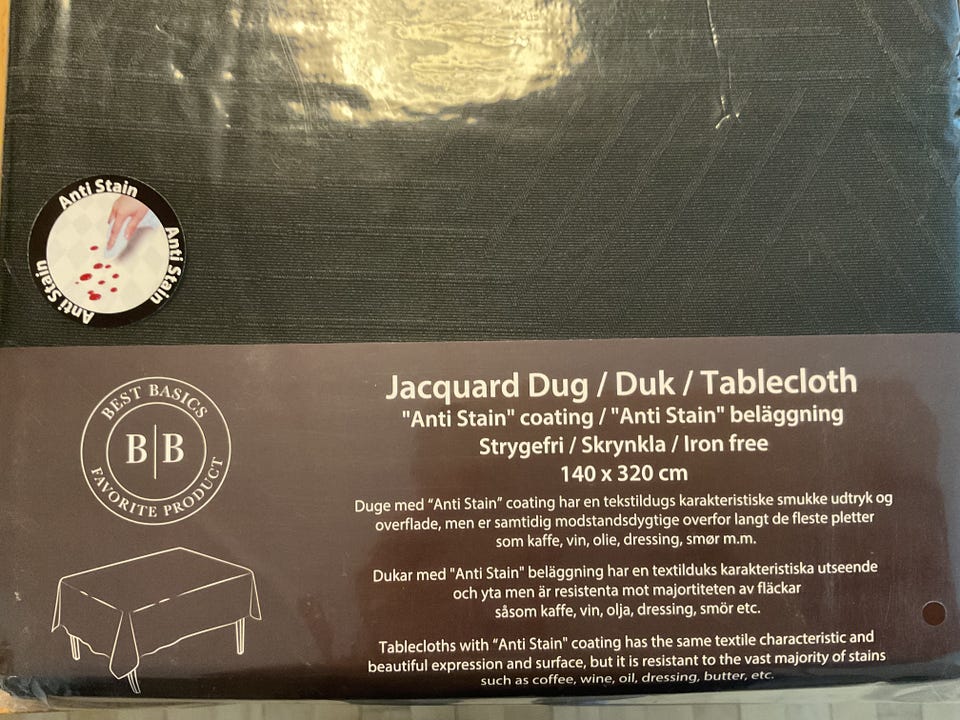 Anti Stain
Anti Stain
Anti Stain
BEST BASICS
B|B
FAVORITE PRODUCT
Jacquard Dug / Duk / Tablecloth
"Anti Stain" coating / "Anti Stain" beläggning
Strygefri / Skrynkla / Iron free
140 x 320 cm
Duge med “Anti Stain” coating har en tekstildugs karakteristiske smukke udtryk og
overflade, men er samtidig modstandsdygtige overfor langt de fleste pletter
som kaffe, vin, olie, dressing, smør m.m.
Dukar med "Anti Stain" beläggning har en textilduks karakteristiska utseende
och yta men är resistenta mot majortiteten av fläckar
såsom kaffe, vin, olja, dressing, smör etc.
Tablecloths with “Anti Stain" coating has the same textile characteristic and
beautiful expression and surface, but it is resistant to the vast majority of stains
such as coffee, wine, oil, dressing, butter, etc.